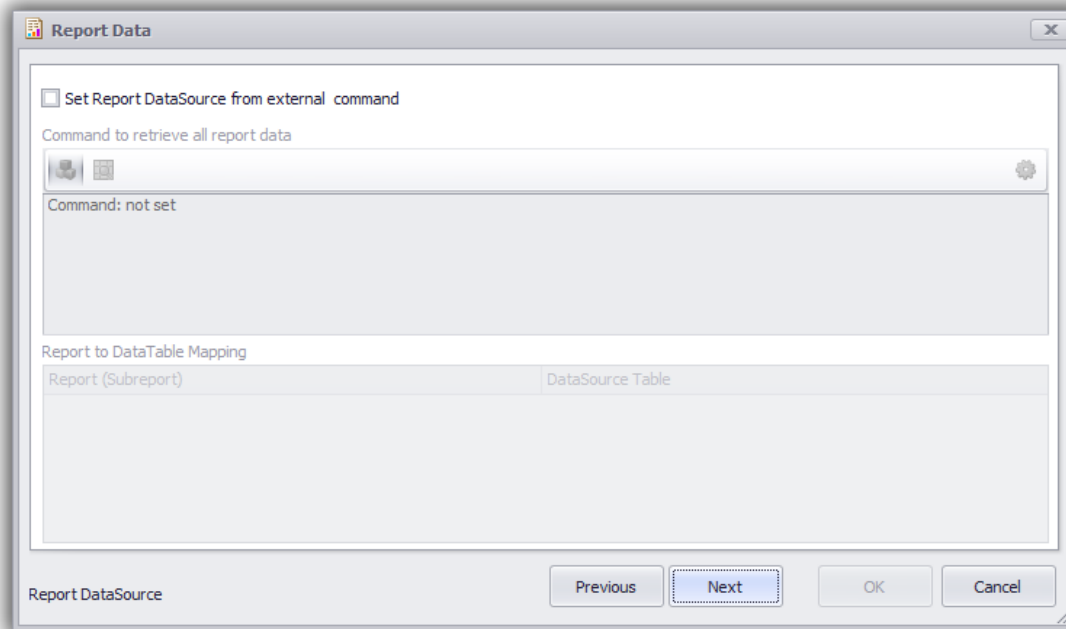 Report Data
Set Report DataSource from external command
Command to retrieve all report data
Command: not set
Report to DataTable Mapping
Report (Subreport) DataSource Table
Report DataSource Previous Next OK Cancel